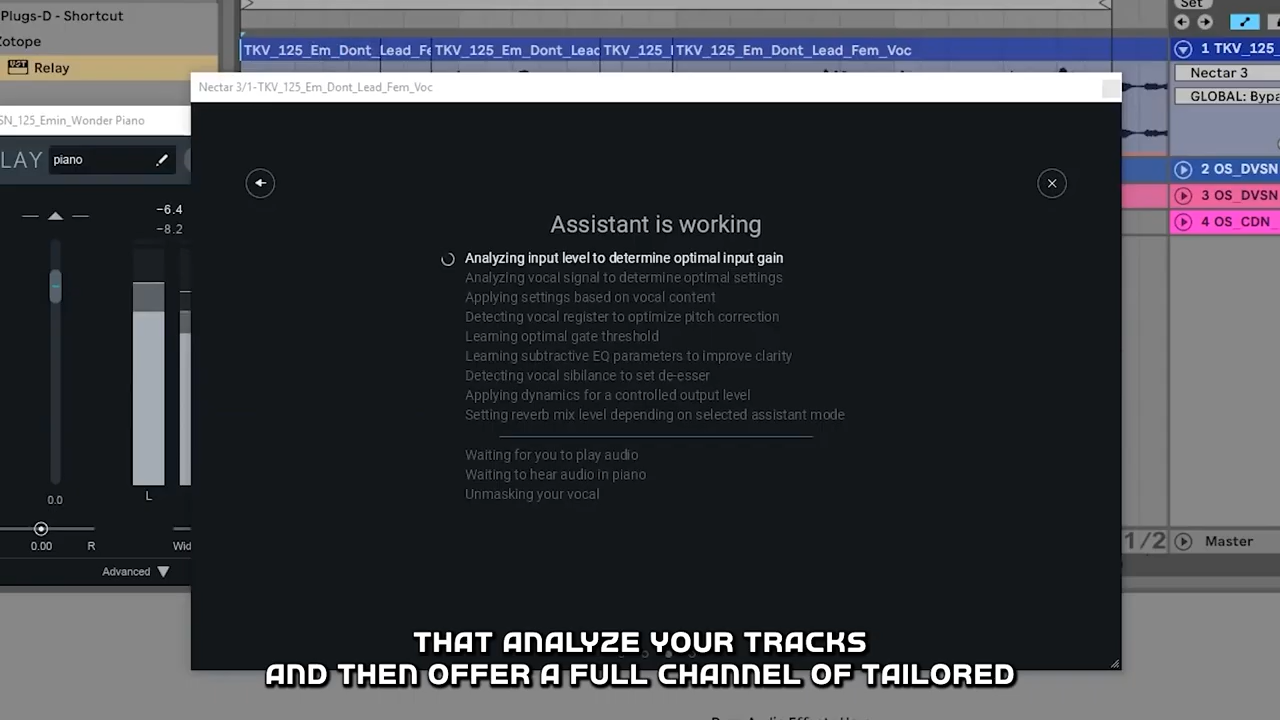 Plugs-D - Shortcut
Zotope
Relay
Set
TKV_125_Em_Dont_Lead_Fe
TKV_125_Em_Dont_Lead
TKV_125_
TKV_125_Em_Dont_Lead_Fem_Voc
1 TKV_125
Nectar 3
GLOBAL: Bypa
2 OS_DVSN
3 OS_DVSN
4 OS_CDN_
1/2
Master
Nectar 3/1-TKV_125_Em_Dont_Lead_Fem_Voc
SN_125_Emin_Wonder Piano
LAY
piano
-6.4
-8.2
0.0
L
0.00
R
Wid
Advanced
Assistant is working
Analyzing input level to determine optimal input gain
Analyzing vocal signal to determine optimal settings
Applying settings based on vocal content
Detecting vocal register to optimize pitch correction
Learning optimal gate threshold
Learning subtractive EQ parameters to improve clarity
Detecting vocal sibilance to set de-esser
Applying dynamics for a controlled output level
Setting reverb mix level depending on selected assistant mode
Waiting for you to play audio
Waiting to hear audio in piano
Unmasking your vocal
THAT ANALYZE YOUR TRACKS
AND THEN OFFER A FULL CHANNEL OF TAILORED